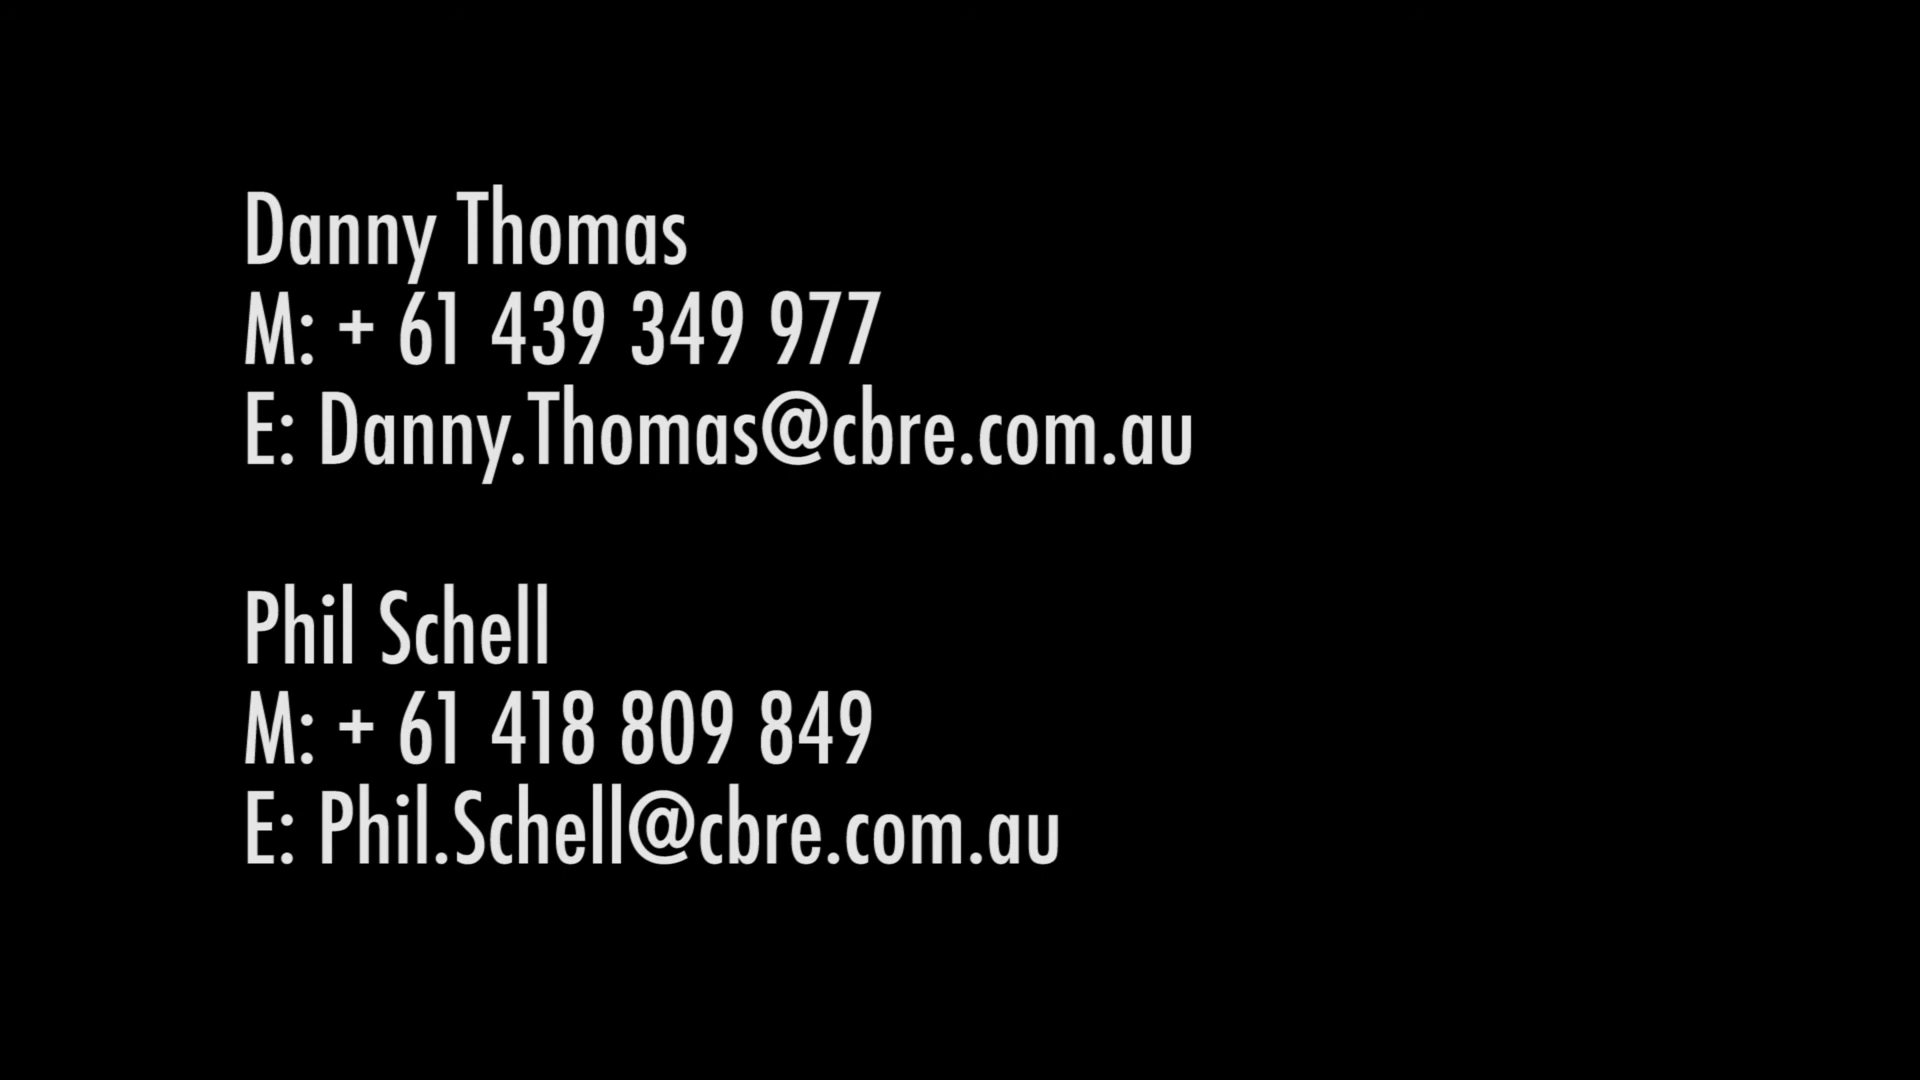 Danny Thomas
M: + 61 439 349 977
E: Danny.Thomas@cbre.com.au
Phil Schell
M: + 61 418 809 849
E: Phil.Schell@cbre.com.au